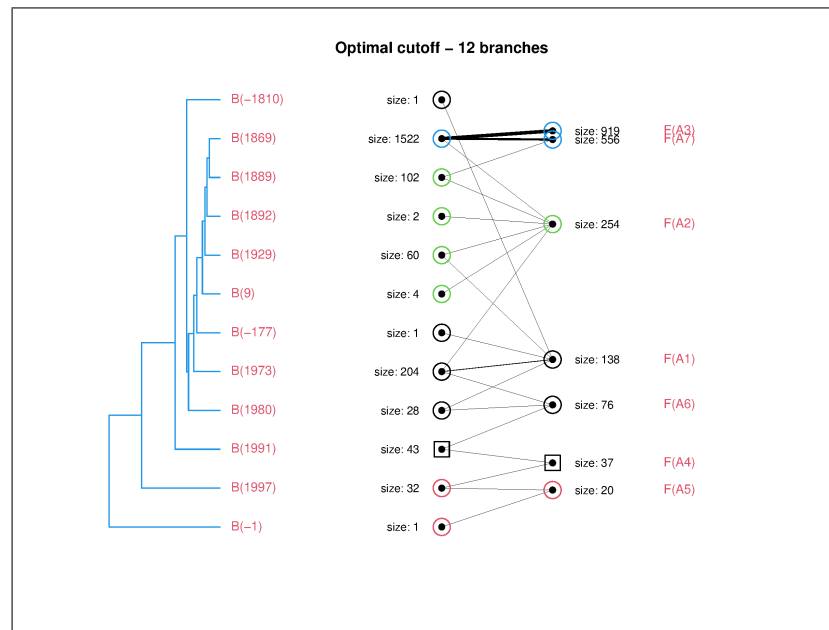 Optimal cutoff – 12 branches
B(−1810) size: 1
size: 919 F(A3)
B(1869) size: 1522 size: 556 F(A7)
B(1889) size: 102
B(1892) size: 2 size: 254 F(A2)
B(1929) size: 60
B(9) size: 4
B(−177) size: 1
size: 138 F(A1)
B(1973) size: 204
B(1980) size: 28 size: 76 F(A6)
B(1991) size: 43
size: 37 F(A4)
B(1997) size: 32 size: 20 F(A5)
B(−1) size: 1